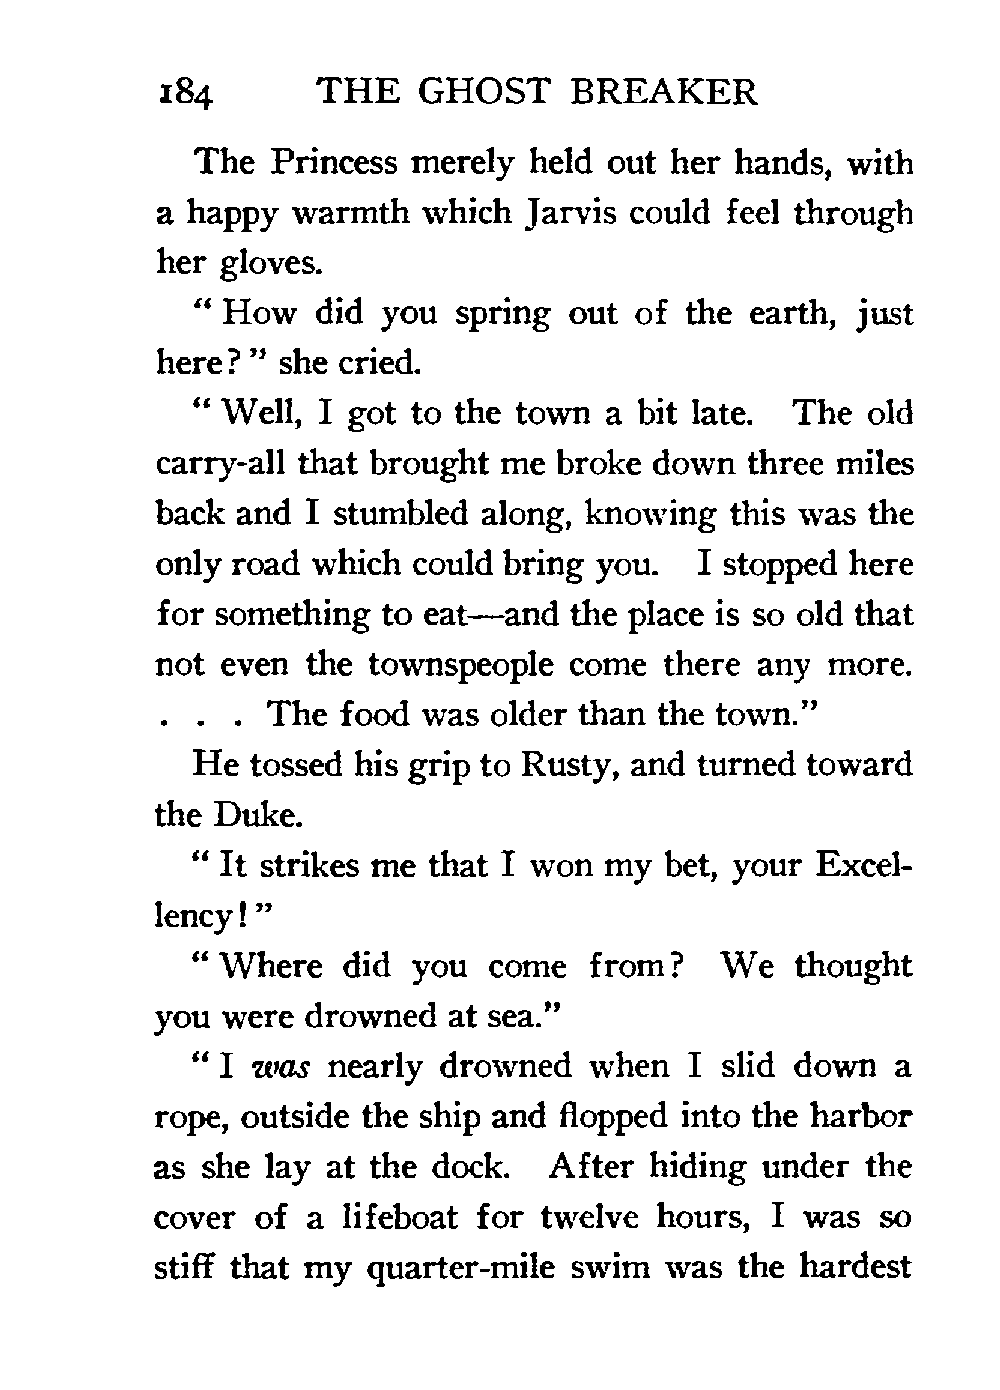 184 THE GHOST BREAKER
The Princess merely held out her hands, with
a happy warmth which Jarvis could feel through
her gloves.
“ How did you spring out of the earth, just
here? ” she cried.
“ Well, I got to the town a bit late. The old
carry-all that brought me broke down three miles
back and I stumbled along, knowing this was the
only road which could bring you. I stopped here
for something to eat—and the place is so old that
not even the townspeople come there any more.
. . . The food was older than the town.”
He tossed his grip to Rusty, and turned toward
the Duke.
“ It strikes me that I won my bet, your Excel-
lency! ”
“ Where did you come from? We thought
you were drowned at sea.”
“ I was nearly drowned when I slid down a
rope, outside the ship and flopped into the harbor
as she lay at the dock. After hiding under the
cover of a lifeboat for twelve hours, I was so
stiff that my quarter-mile swim was the hardest